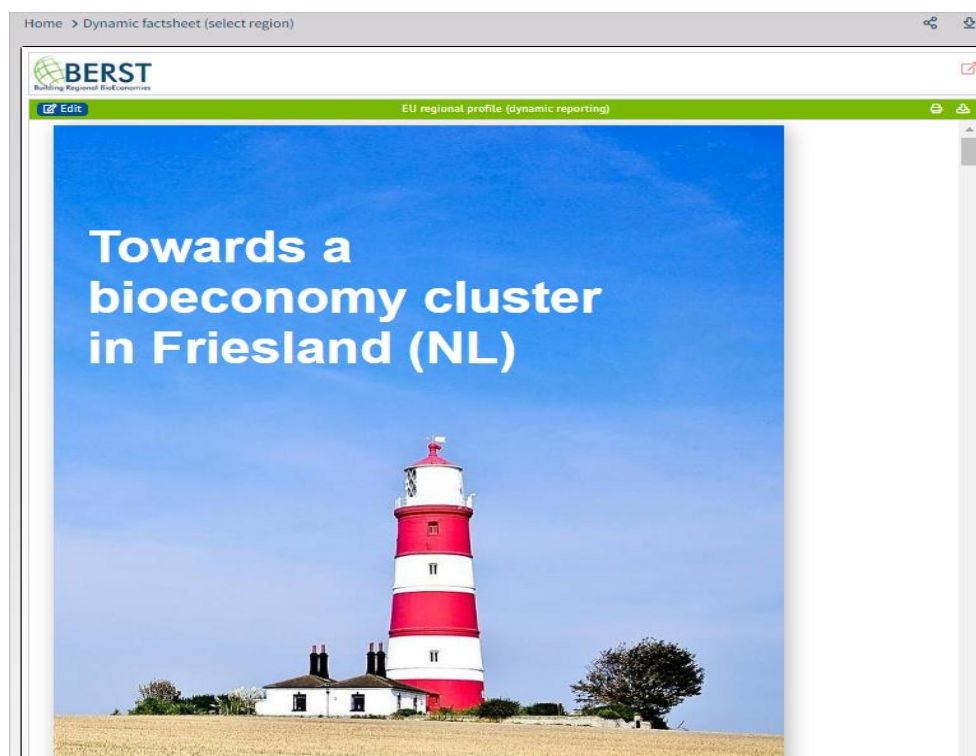 Home > Dynamic factsheet (select region)
BERST
Building Regional BioEconomies
Edit
EU regional profile (dynamic reporting)
Towards a
bioeconomy cluster
in Friesland (NL)